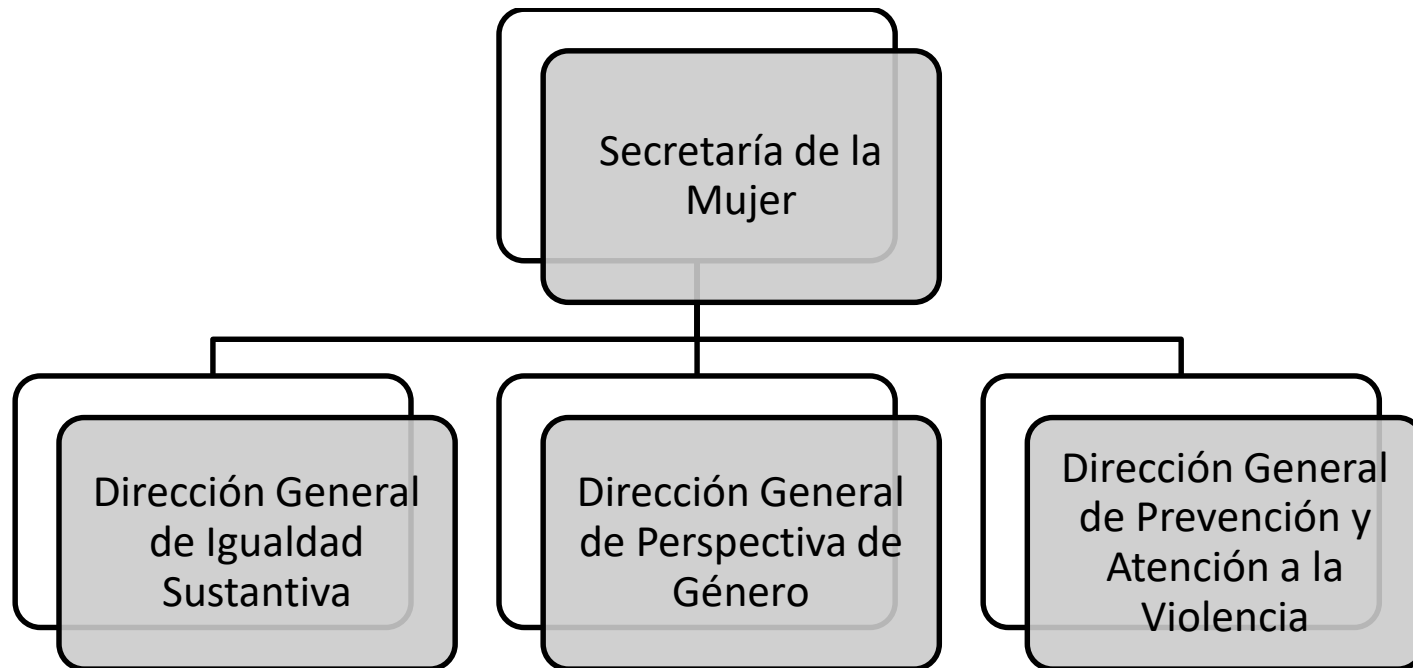 Secretaría de la
Mujer
Dirección General
de Igualdad
Sustantiva
Dirección General
de Perspectiva de
Género
Dirección General
de Prevención y
Atención a la
Violencia